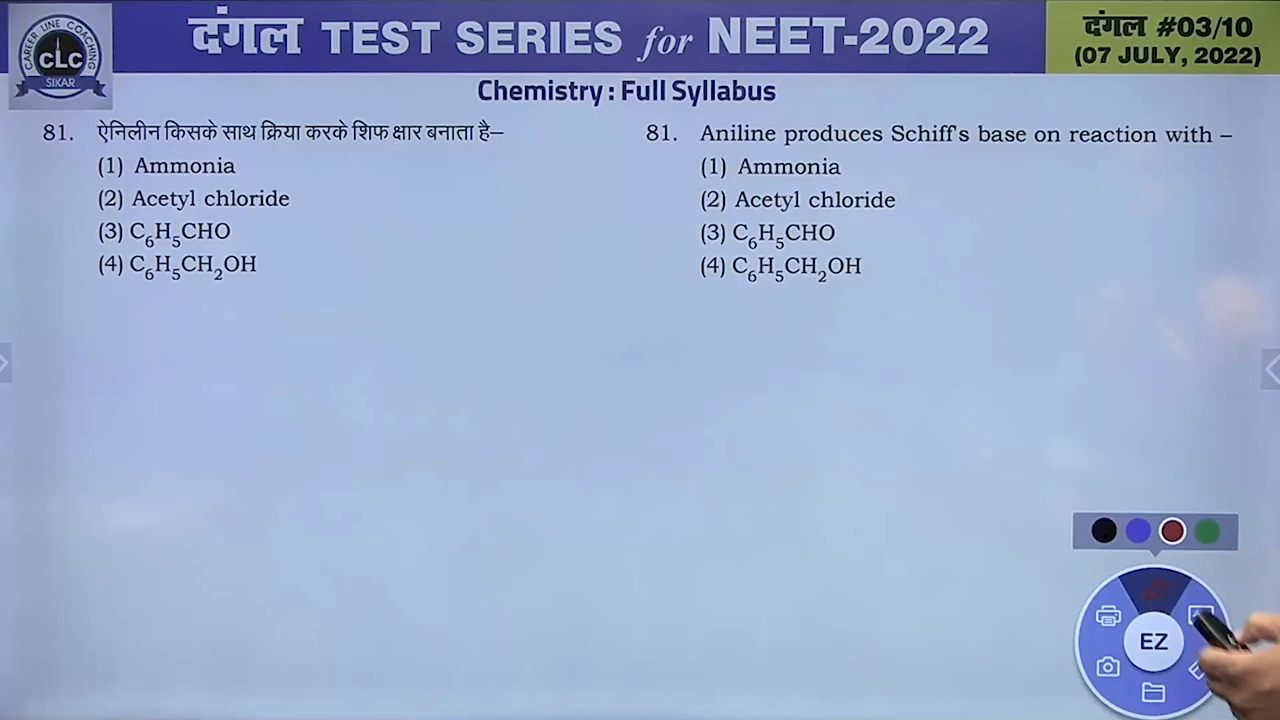 दंगल TEST SERIES for NEET-2022
दंगल #03/10
(07 JULY, 2022)
CAREER LINE COACHING
CLC
SIKAR
Chemistry : Full Syllabus
81. ऐनिलीन किसके साथ क्रिया करके शिफ क्षार बनाता है–
(1) Ammonia
(2) Acetyl chloride
(3) C₆H₅CHO
(4) C₆H₅CH₂OH
81. Aniline produces Schiff's base on reaction with –
(1) Ammonia
(2) Acetyl chloride
(3) C₆H₅CHO
(4) C₆H₅CH₂OH
EZ